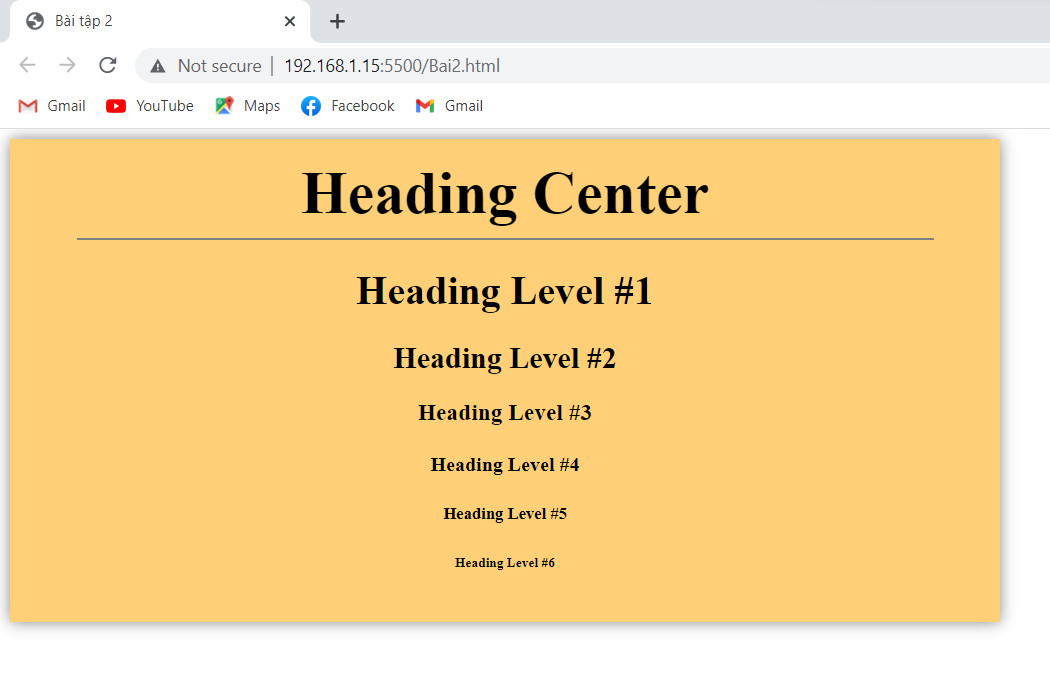 Bài tập 2
Not secure | 192.168.1.15:5500/Bai2.html
Gmail YouTube Maps Facebook Gmail
Heading Center
Heading Level #1
Heading Level #2
Heading Level #3
Heading Level #4
Heading Level #5
Heading Level #6